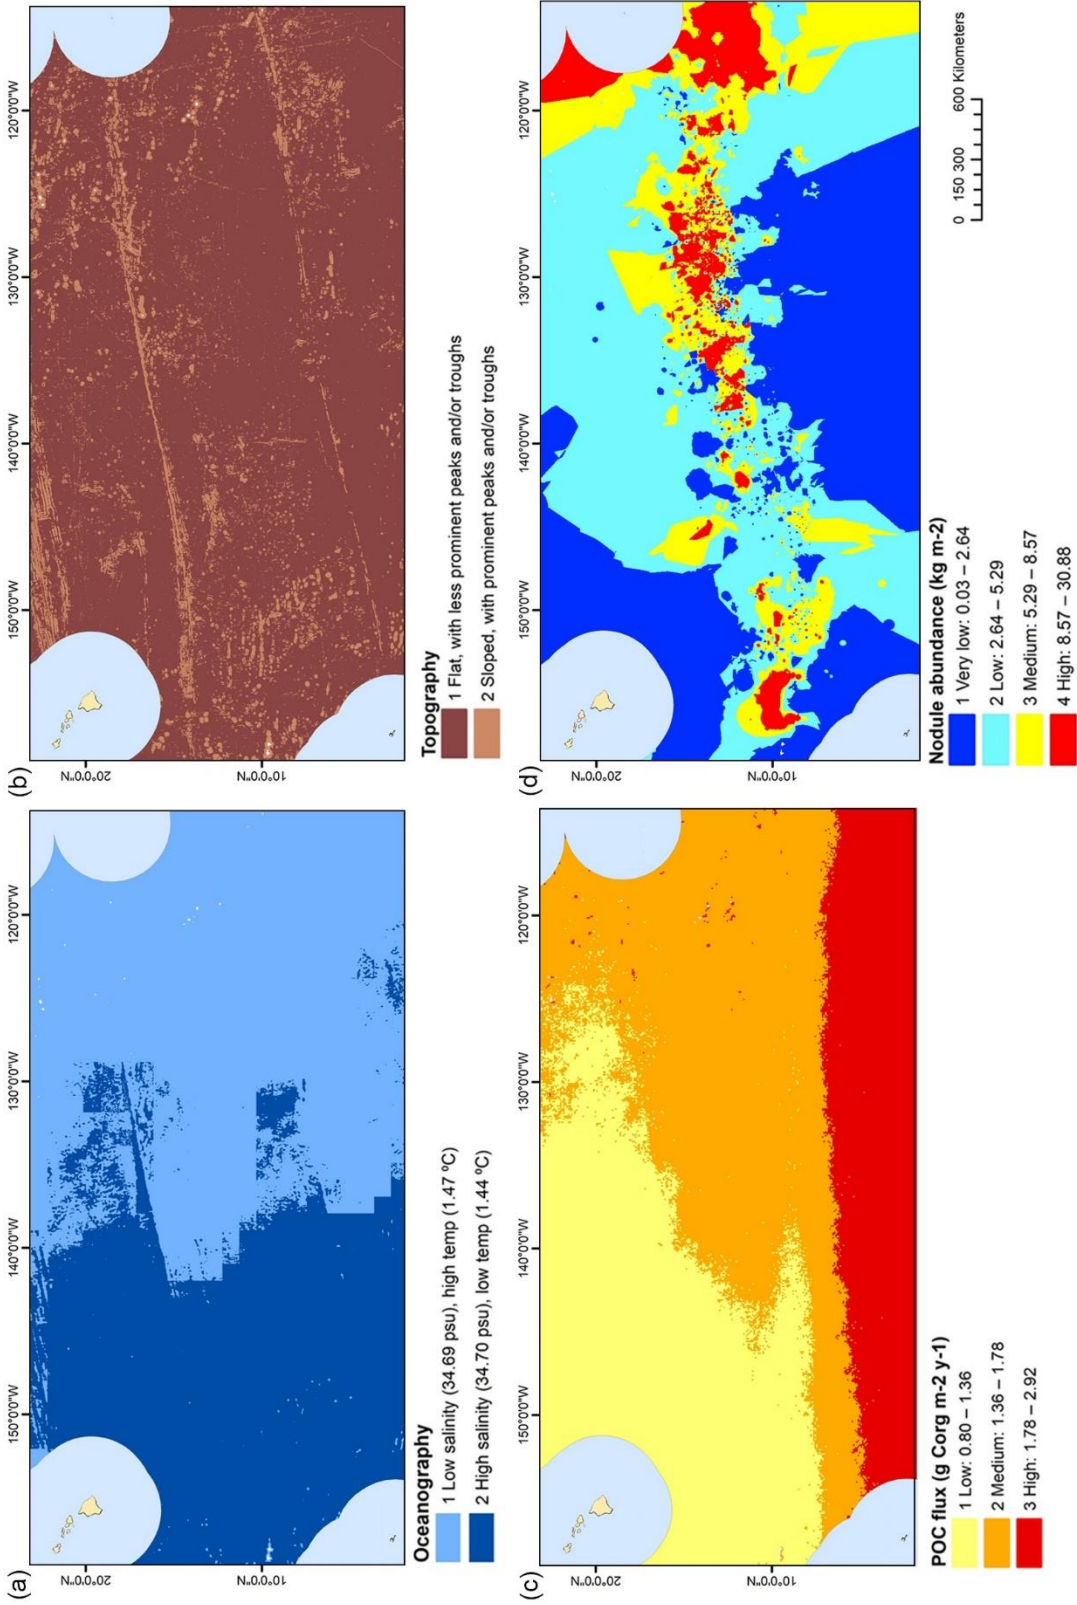 (a)
150°0'0"W
140°0'0"W
130°0'0"W
120°0'0"W
20°0'0"N
10°0'0"N
Oceanography
1 Low salinity (34.69 psu), high temp (1.47 ºC)
2 High salinity (34.70 psu), low temp (1.44 ºC)
(b)
150°0'0"W
140°0'0"W
130°0'0"W
120°0'0"W
20°0'0"N
10°0'0"N
Topography
1 Flat, with less prominent peaks and/or troughs
2 Sloped, with prominent peaks and/or troughs
(c)
150°0'0"W
140°0'0"W
130°0'0"W
120°0'0"W
20°0'0"N
10°0'0"N
POC flux (g Corg m-2 y-1)
1 Low: 0.80 – 1.36
2 Medium: 1.36 – 1.78
3 High: 1.78 – 2.92
(d)
150°0'0"W
140°0'0"W
130°0'0"W
120°0'0"W
20°0'0"N
10°0'0"N
Nodule abundance (kg m-2)
1 Very low: 0.03 – 2.64
2 Low: 2.64 – 5.29
3 Medium: 5.29 – 8.57
4 High: 8.57 – 30.88
0 150 300 600 Kilometers